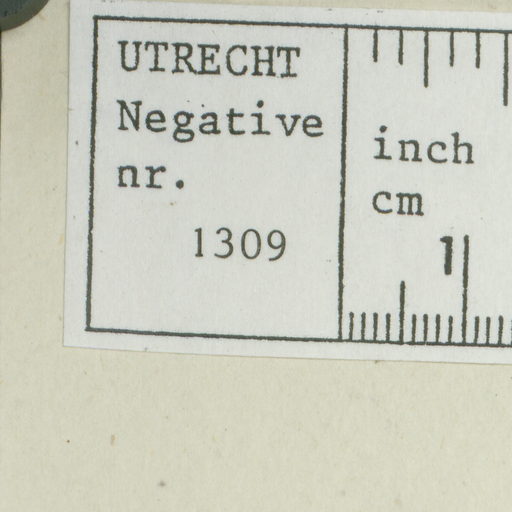 UTRECHT
Negative
nr.
1309
inch
cm
1